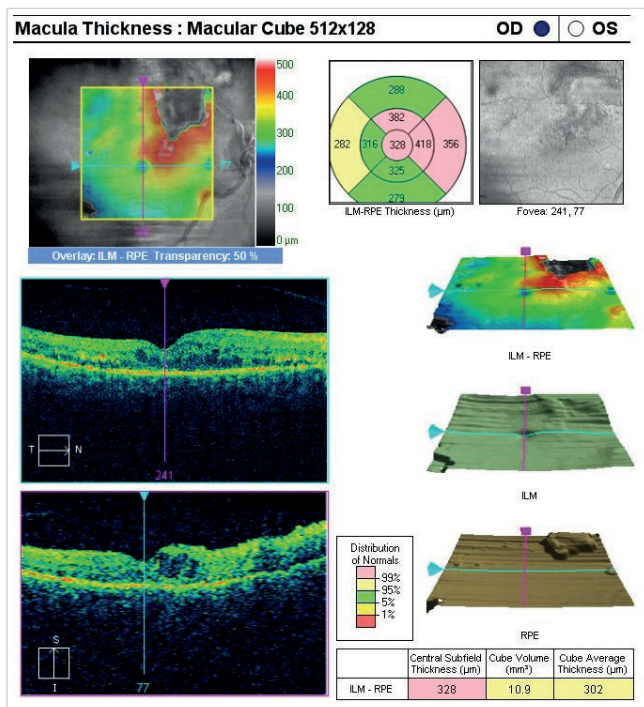 Macula Thickness : Macular Cube 512x128 OD OS
500
400
300
200
100
0 µm
77
Overlay: ILM - RPE Transparency: 50 %
288
382
282 316 328 418 356
325
279
ILM-RPE Thickness (µm)
Fovea: 241, 77
ILM - RPE
T N
241
ILM
S
I
77
Distribution
of Normals
99%
95%
5%
1%
RPE
Central Subfield Thickness (µm) Cube Volume (mm³) Cube Average Thickness (µm)
ILM - RPE 328 10.9 302